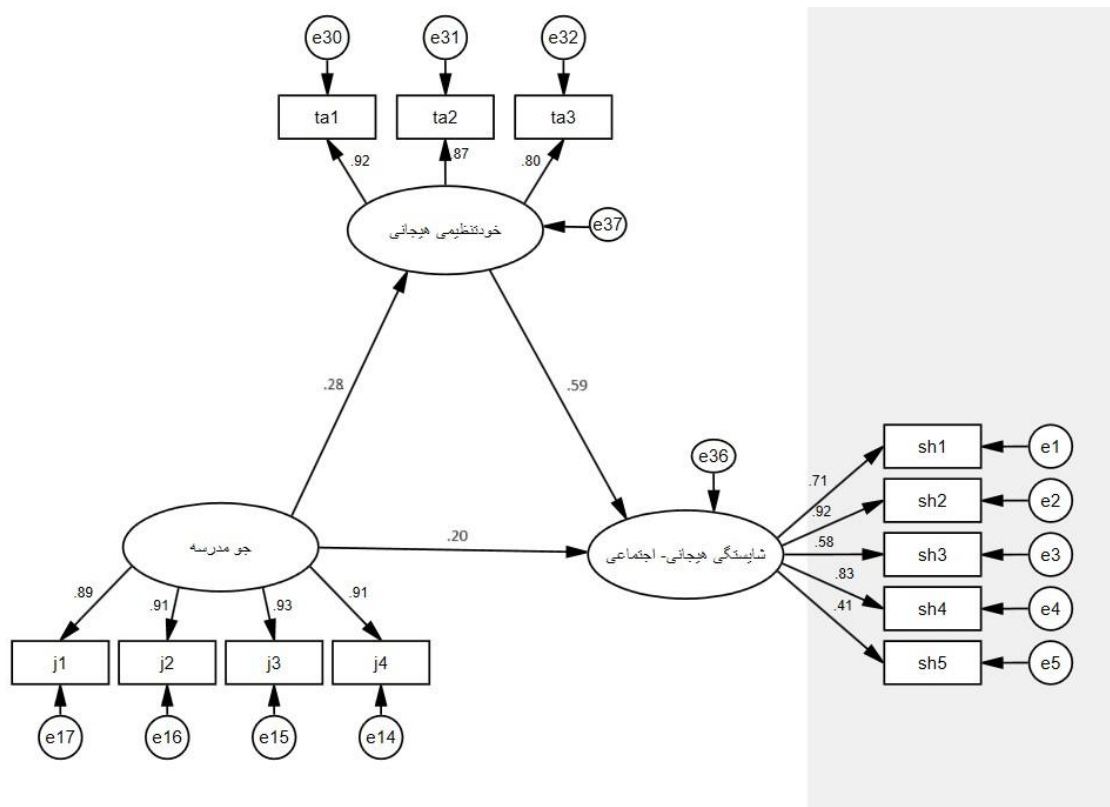 e30
e31
e32
ta1
ta2
ta3
.92
87
.80
خودتنظیمی هیجانی
e37
.28
.59
e36
جو مدرسه
.20
شایستگی هیجانی- اجتماعی
.71
.92
.58
.83
.41
sh1
e1
sh2
e2
sh3
e3
sh4
e4
sh5
e5
.89
.91
.93
.91
j1
j2
j3
j4
e17
e16
e15
e14